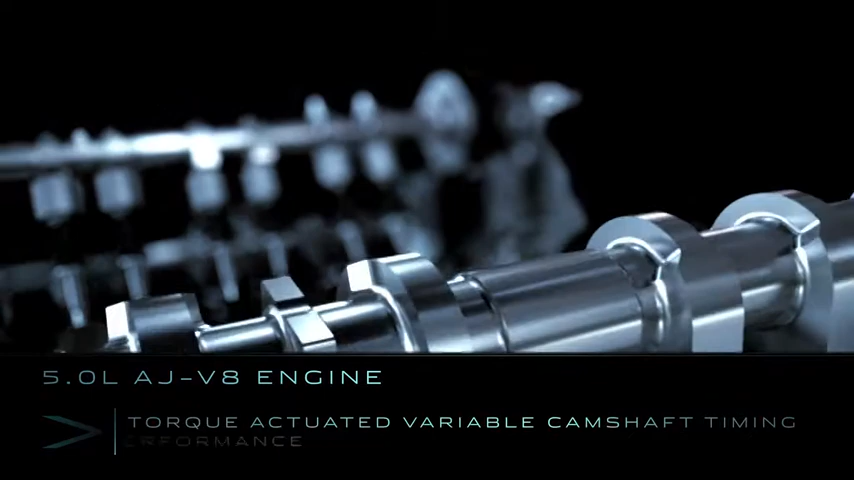 5.0L AJ-V8 ENGINE
TORQUE ACTUATED VARIABLE CAMSHAFT TIMING